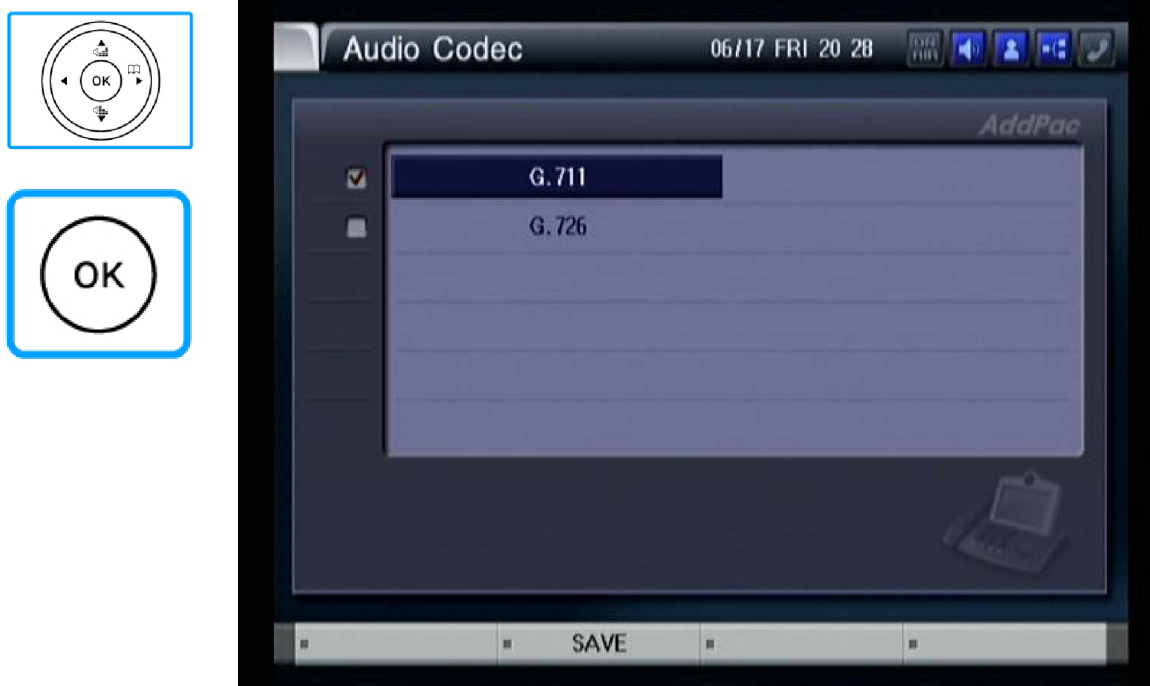 OK
OK
Audio Codec
06/17 FRI 20 28
AddPac
G.711
G.726
SAVE